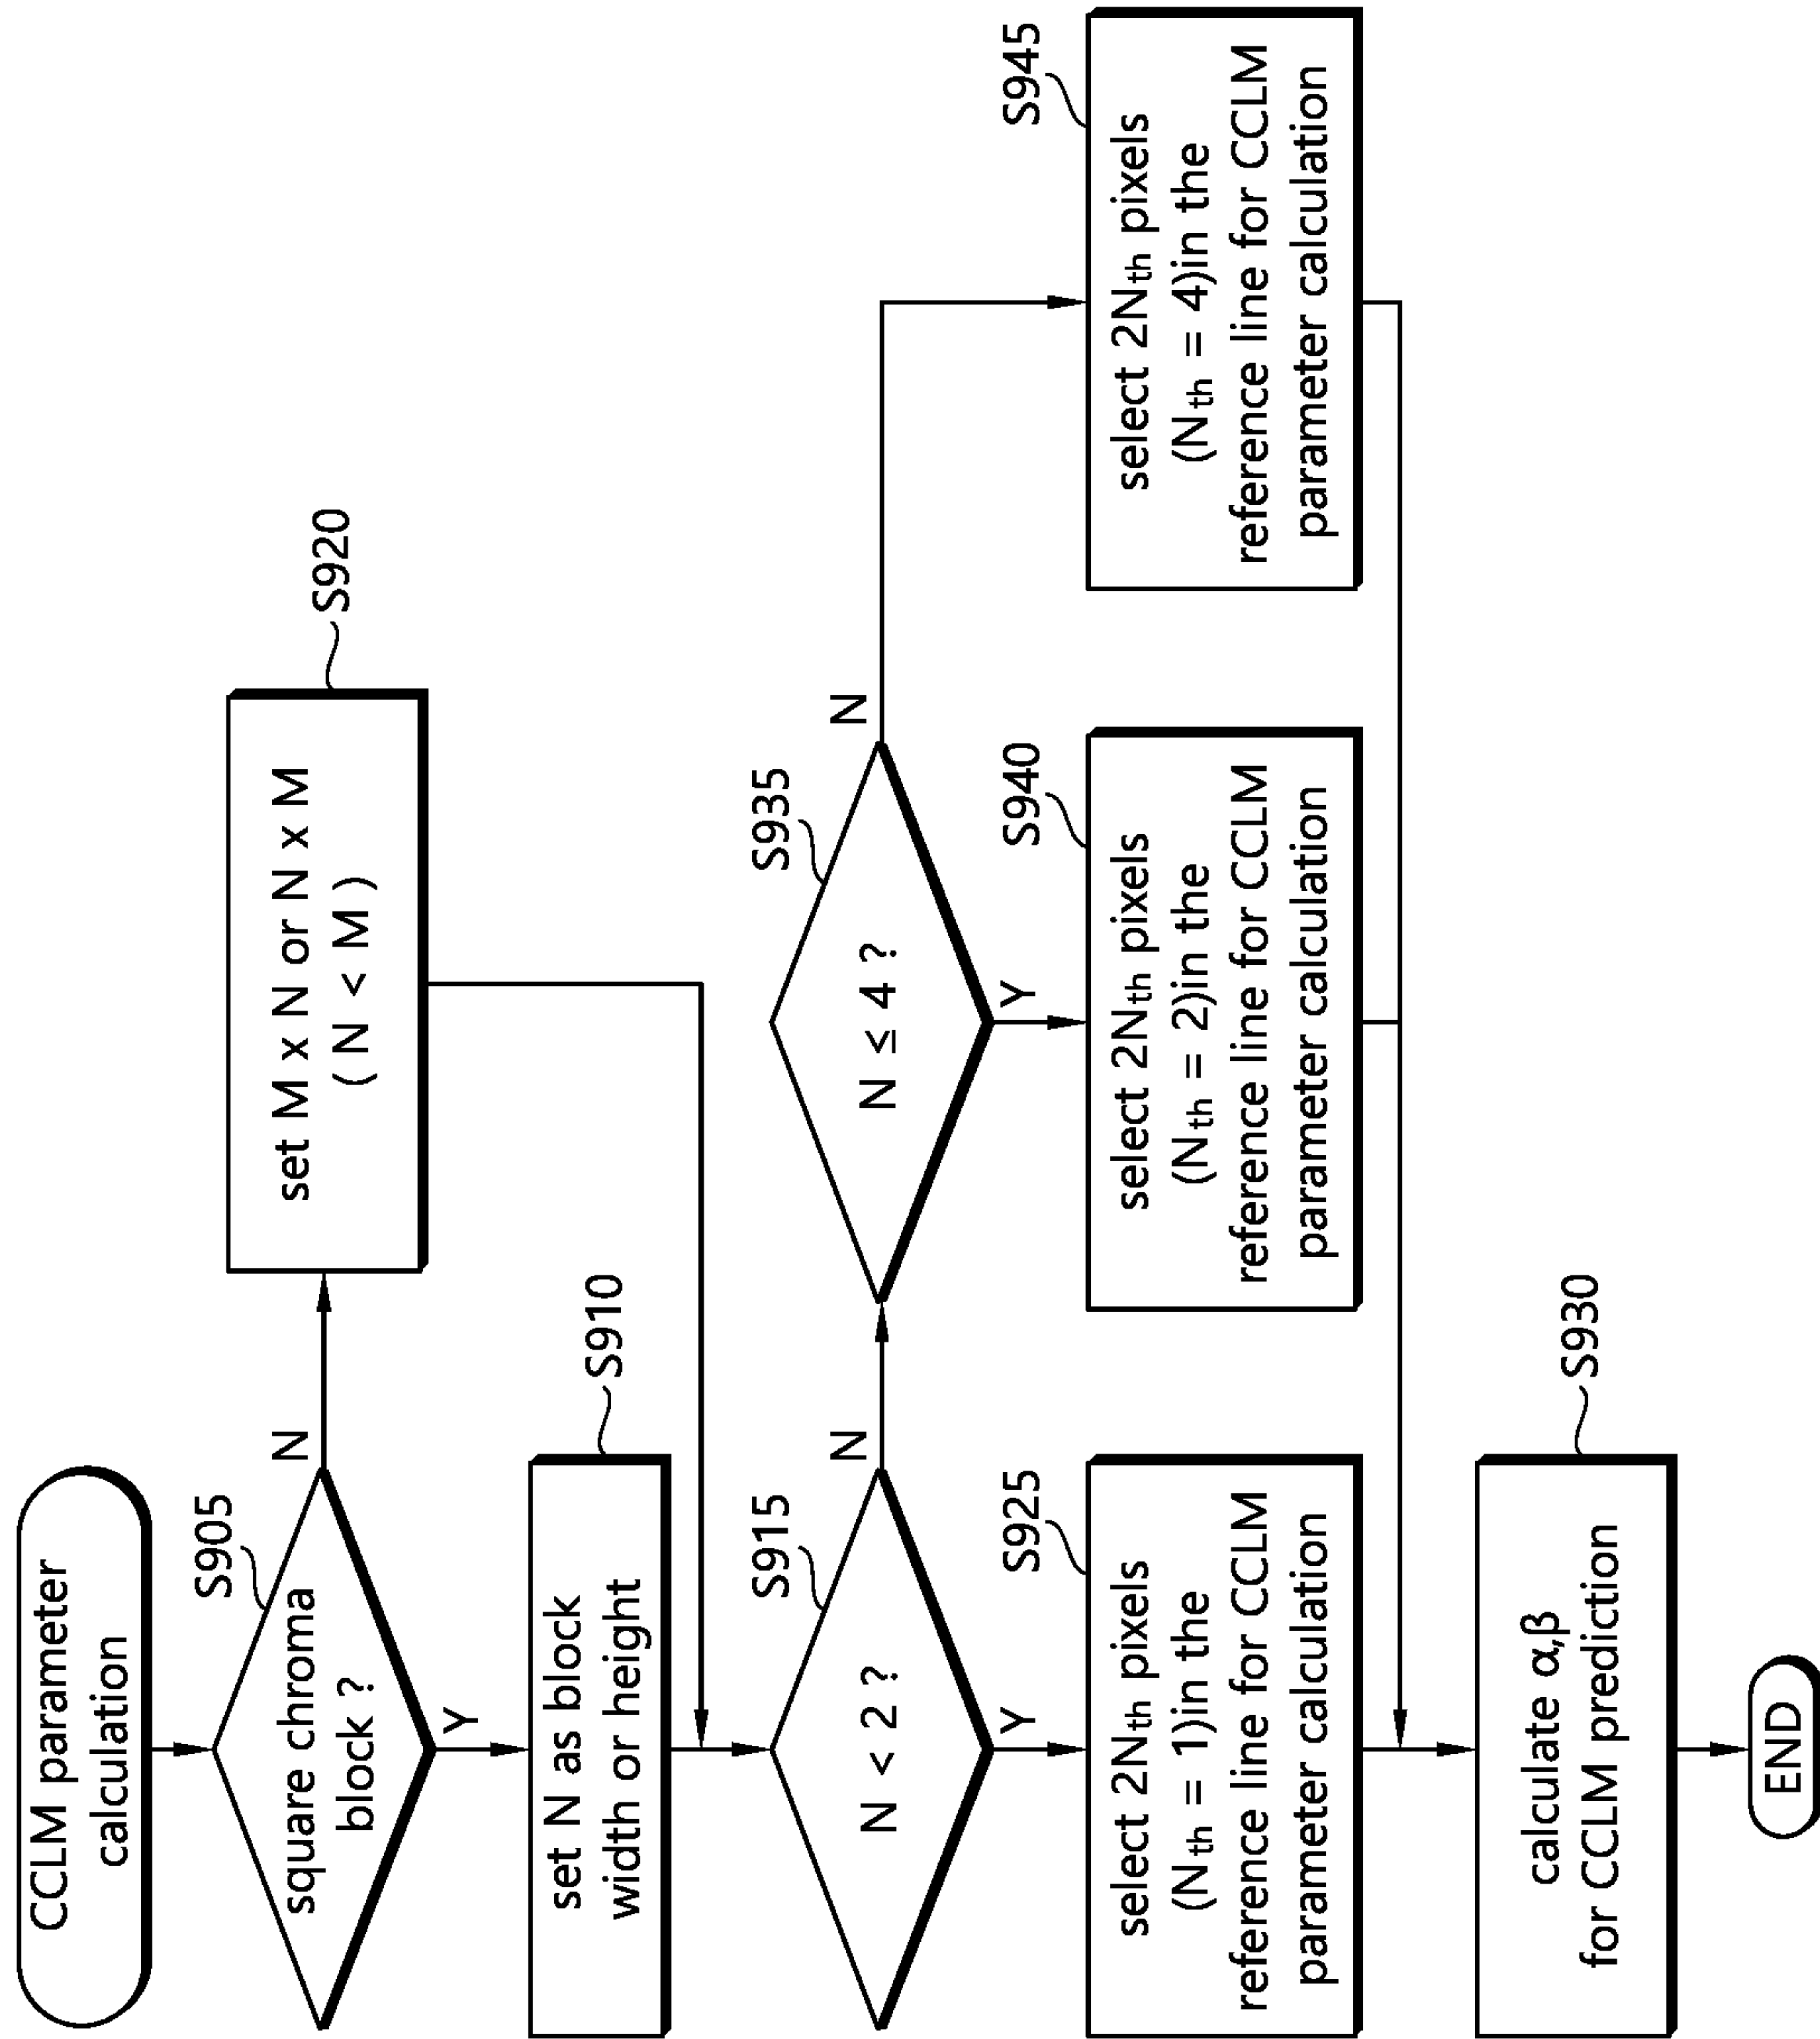 CCLM parameter
calculation
S905
square chroma
block ?
N
Y
S920
set M x N or N x M
( N < M )
S910
set N as block
width or height
S915
N < 2 ?
N
Y
S935
N ≤ 4 ?
N
Y
S925
select 2Nth pixels
(Nth = 1)in the
reference line for CCLM
parameter calculation
S940
select 2Nth pixels
(Nth = 2)in the
reference line for CCLM
parameter calculation
S945
select 2Nth pixels
(Nth = 4)in the
reference line for CCLM
parameter calculation
S930
calculate α,β
for CCLM prediction
END